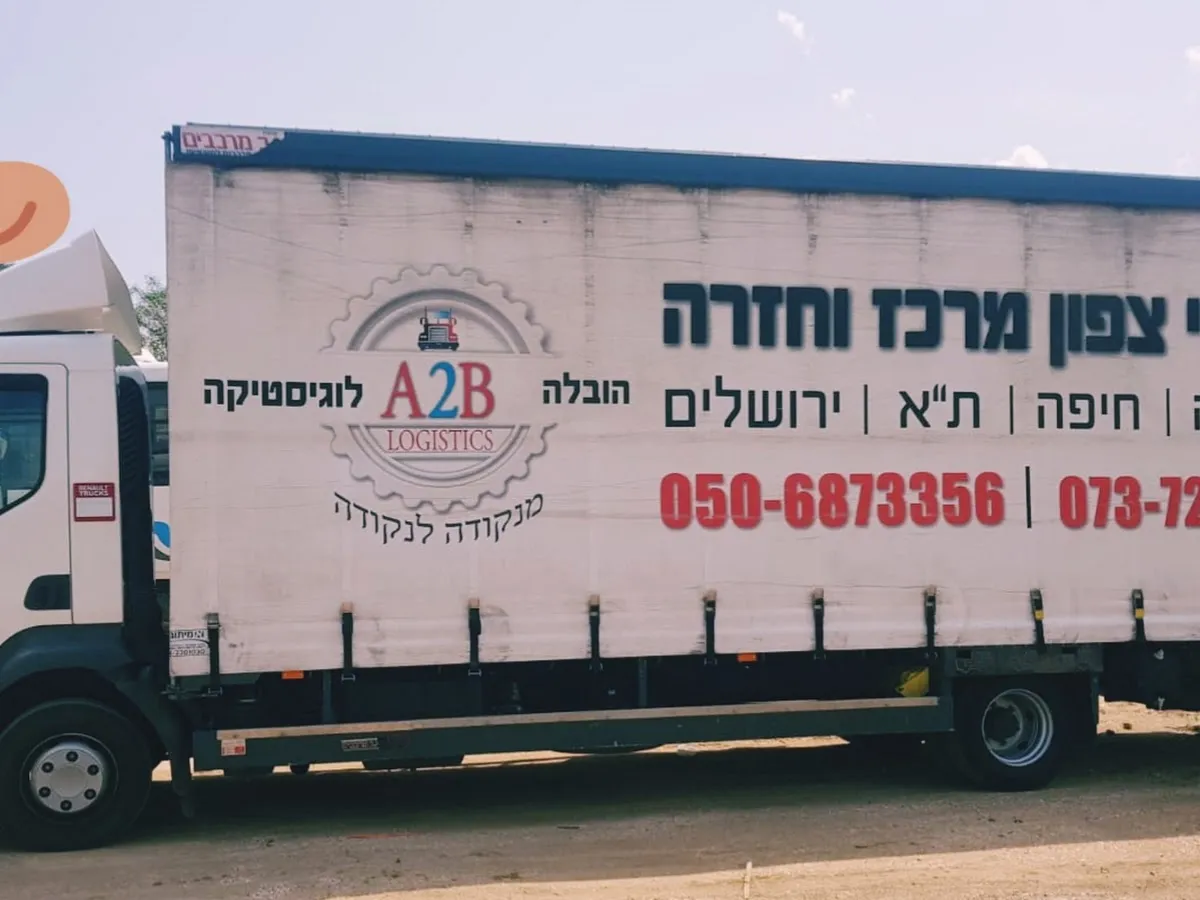 מרכבים
צפון מרכז וחזרה
חיפה | ת"א | ירושלים
050-6873356 | 073-72
הובלה
A2B
לוגיסטיקה
LOGISTICS
מנקודה לנקודה
RENAULT
TRUCKS